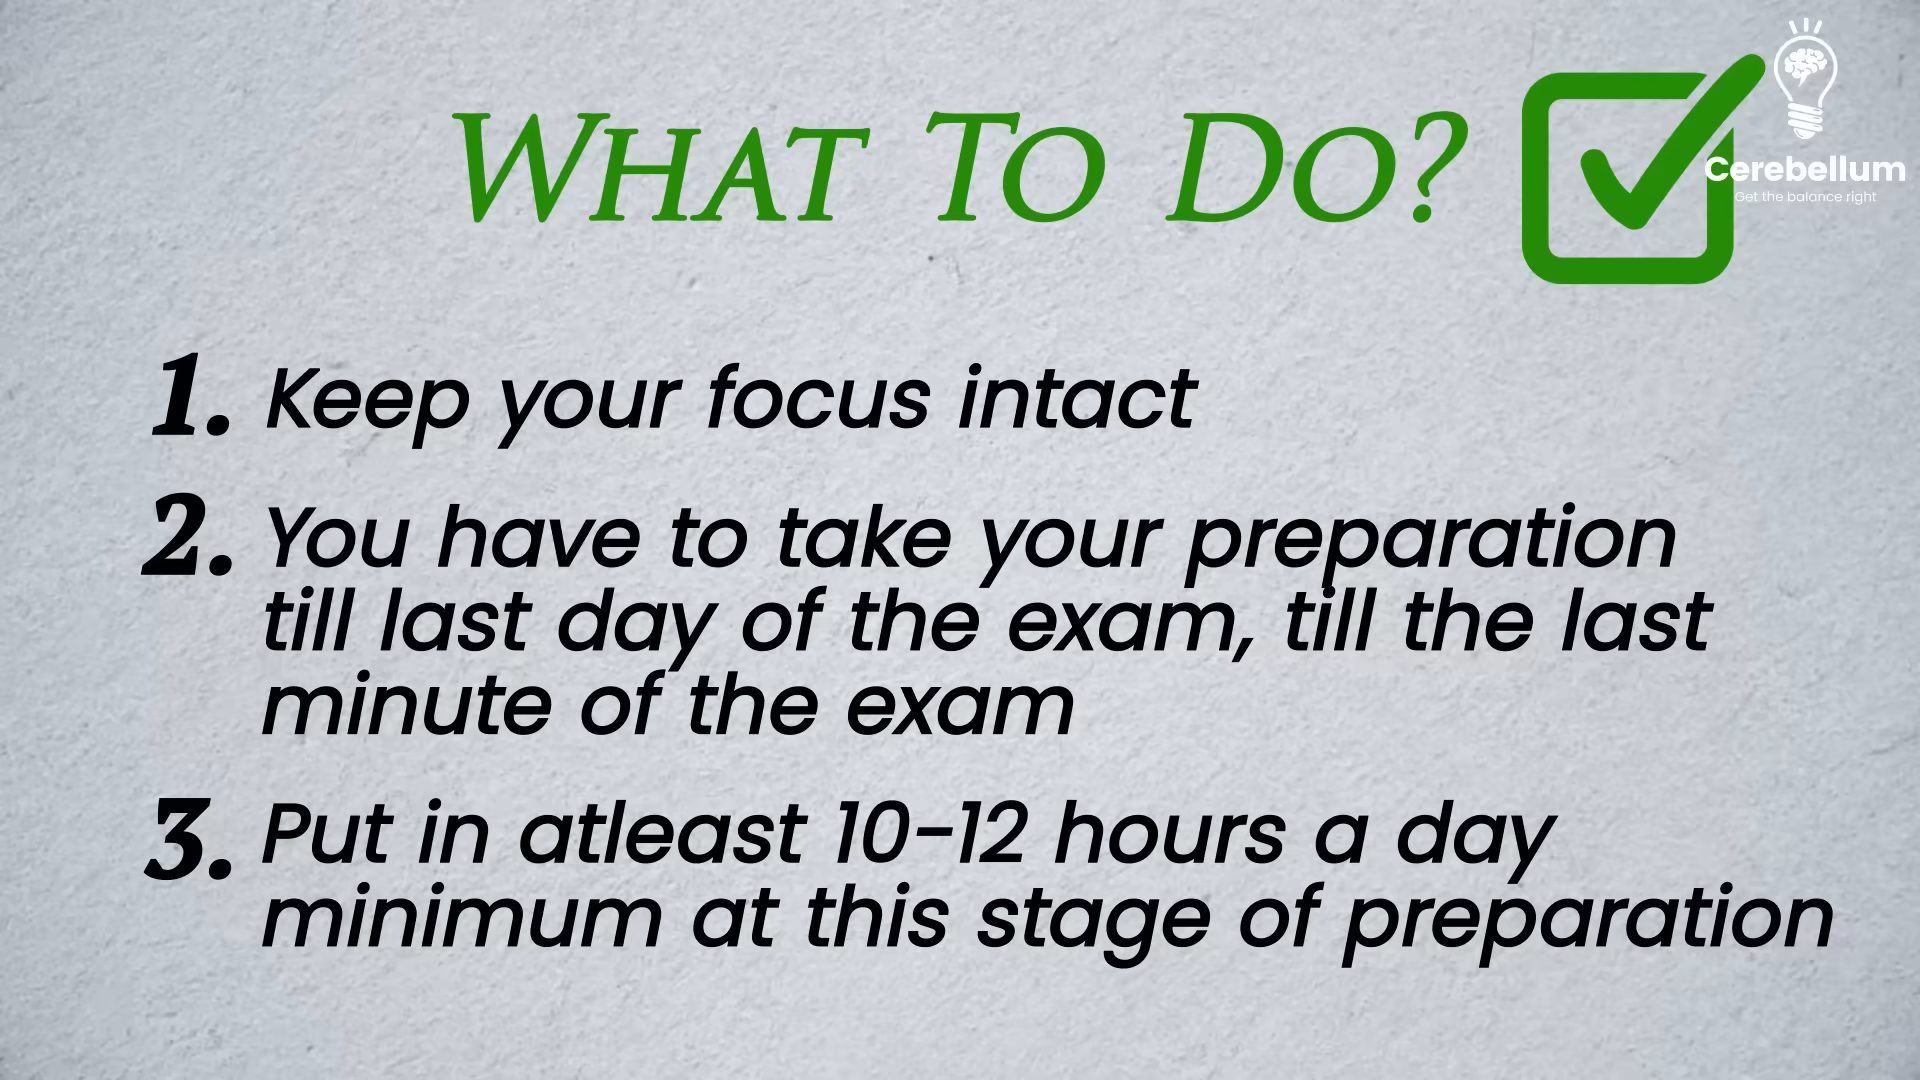 What To Do?
Cerebellum
Get the balance right
1. Keep your focus intact
2. You have to take your preparation
till last day of the exam, till the last
minute of the exam
3. Put in atleast 10-12 hours a day
minimum at this stage of preparation